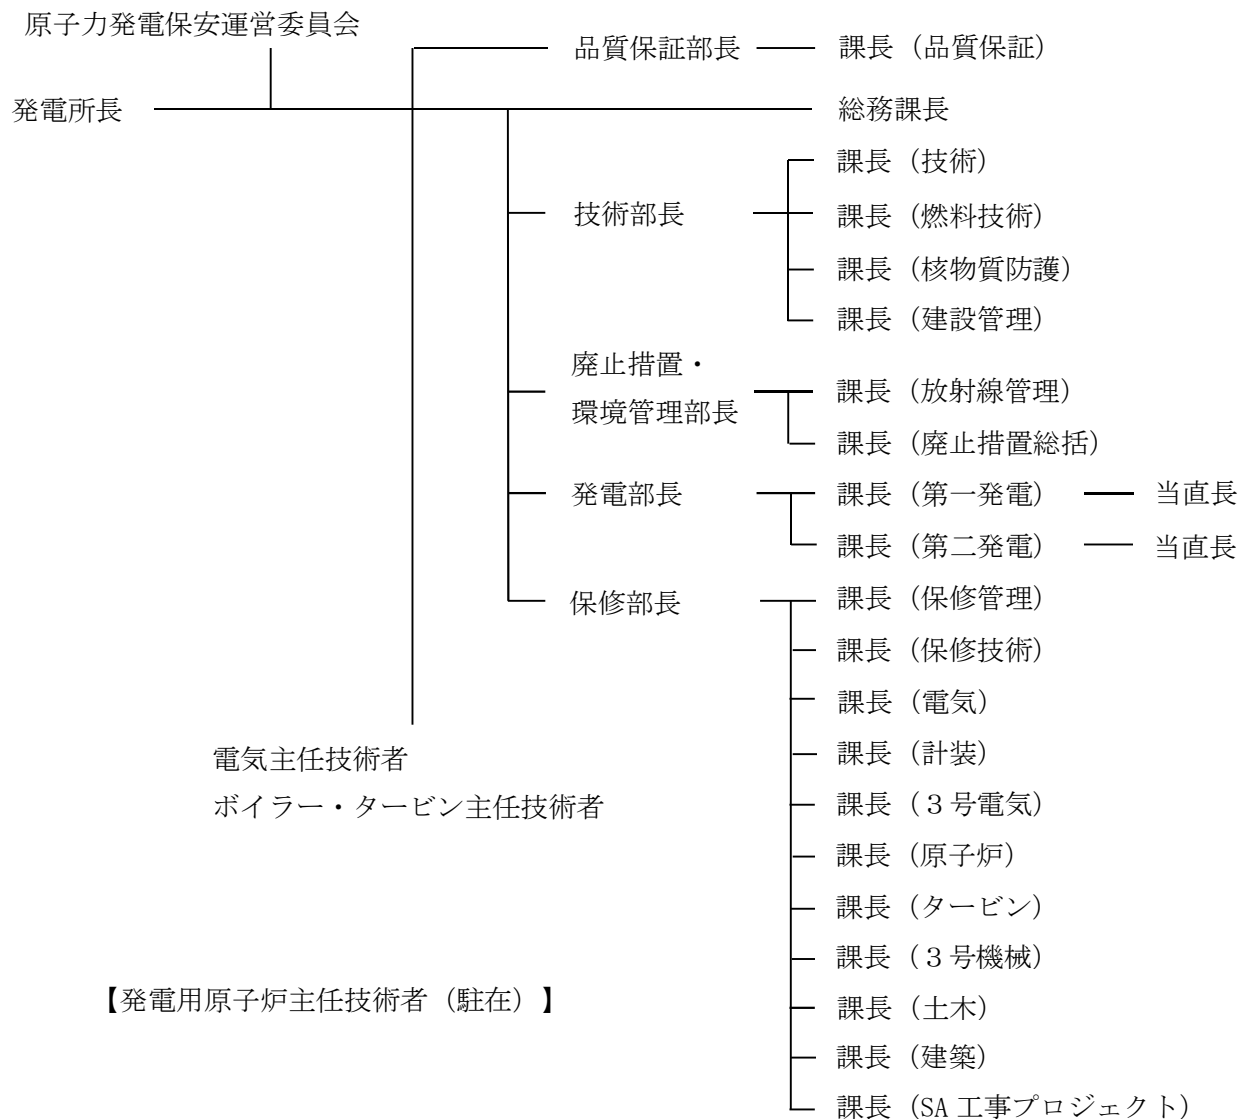 原子力発電保安運営委員会
品質保証部長 課長（品質保証）
発電所長 総務課長
課長（技術）
技術部長 課長（燃料技術）
課長（核物質防護）
課長（建設管理）
廃止措置・
環境管理部長 課長（放射線管理）
課長（廃止措置総括）
発電部長 課長（第一発電） 当直長
課長（第二発電） 当直長
保修部長 課長（保修管理）
課長（保修技術）
課長（電気）
電気主任技術者 課長（計装）
ボイラー・タービン主任技術者 課長（３号電気）
課長（原子炉）
課長（タービン）
課長（３号機械）
【発電用原子炉主任技術者（駐在）】 課長（土木）
課長（建築）
課長（SA 工事プロジェクト）